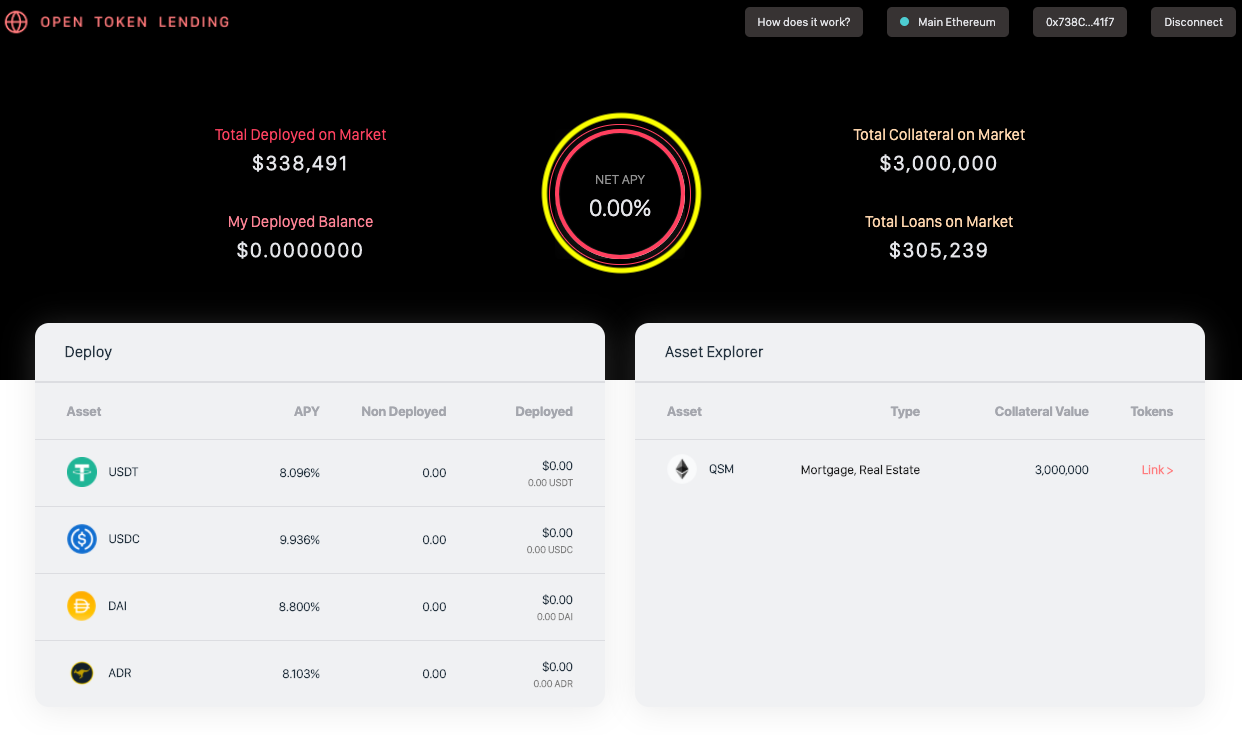 OPEN TOKEN LENDING
How does it work?
Main Ethereum
0x738C...41f7
Disconnect
Total Deployed on Market
$338,491
My Deployed Balance
$0.0000000
NET APY
0.00%
Total Collateral on Market
$3,000,000
Total Loans on Market
$305,239
Deploy
Asset APY Non Deployed Deployed
USDT 8.096% 0.00 $0.00
0.00 USDT
USDC 9.936% 0.00 $0.00
0.00 USDC
DAI 8.800% 0.00 $0.00
0.00 DAI
ADR 8.103% 0.00 $0.00
0.00 ADR
Asset Explorer
Asset Type Collateral Value Tokens
QSM Mortgage, Real Estate 3,000,000 Link >